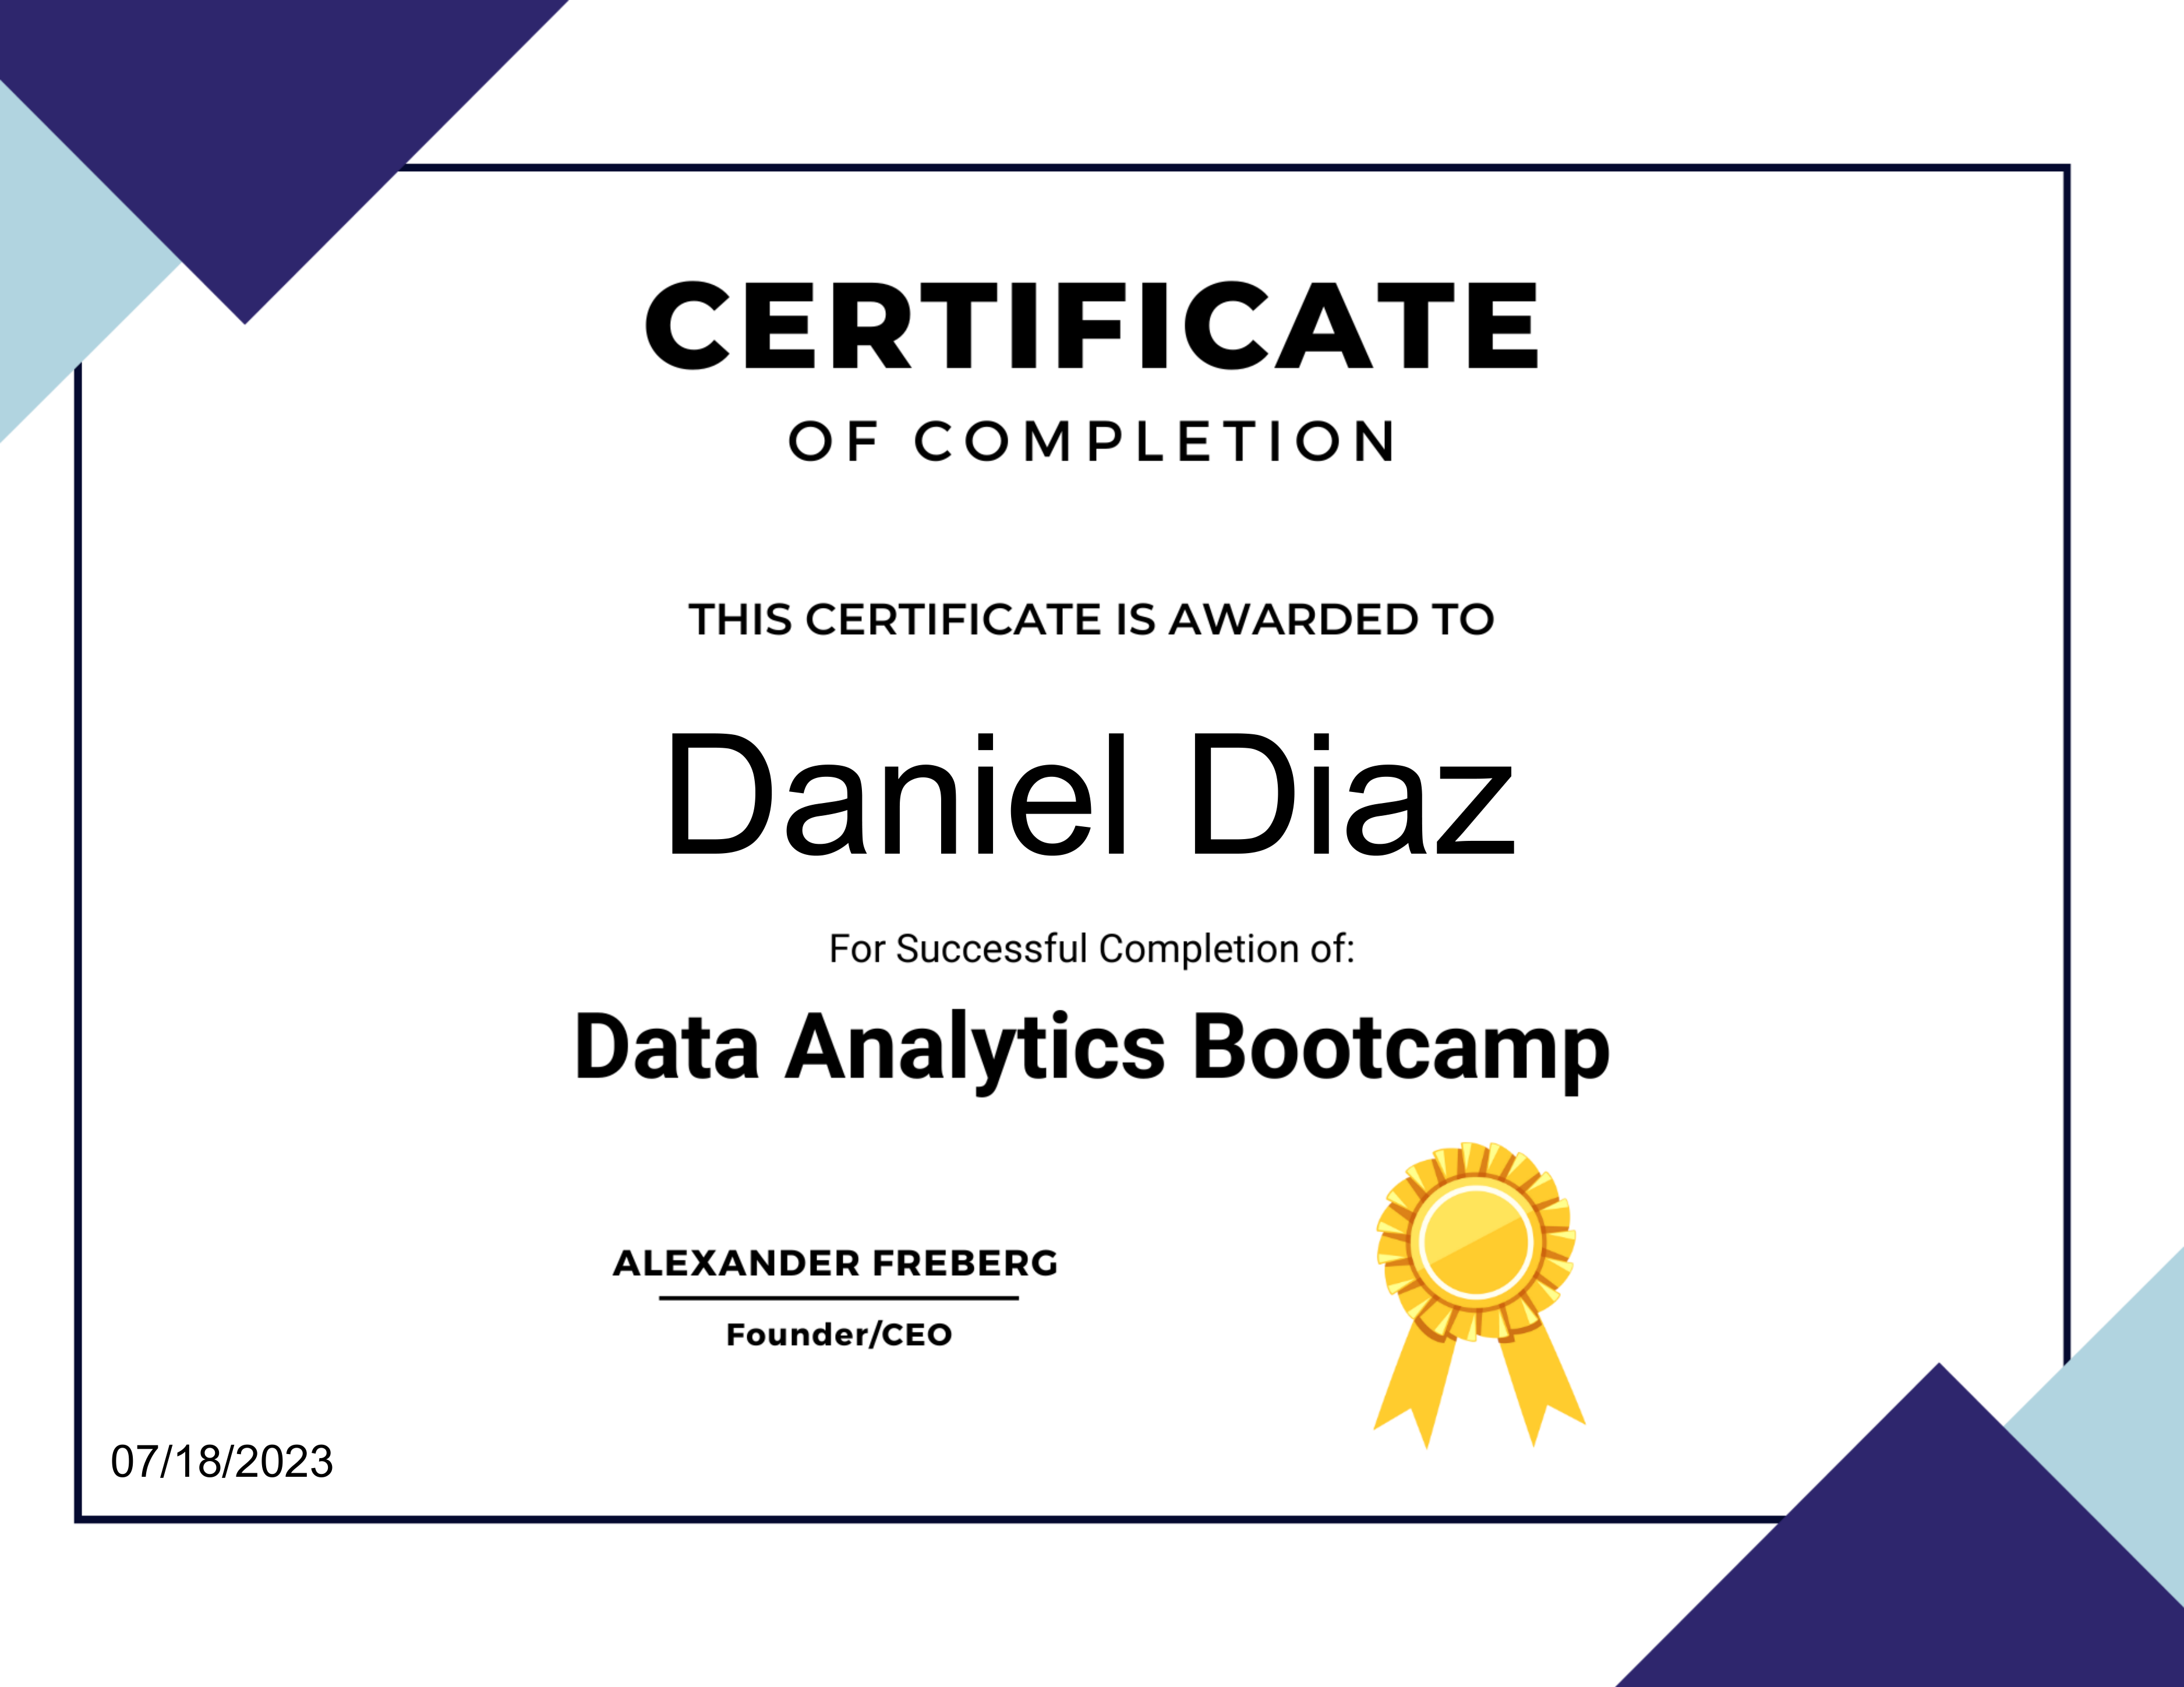 CERTIFICATE
OF COMPLETION
THIS CERTIFICATE IS AWARDED TO
Daniel Diaz
For Successful Completion of:
Data Analytics Bootcamp
ALEXANDER FREBERG
Founder/CEO
07/18/2023